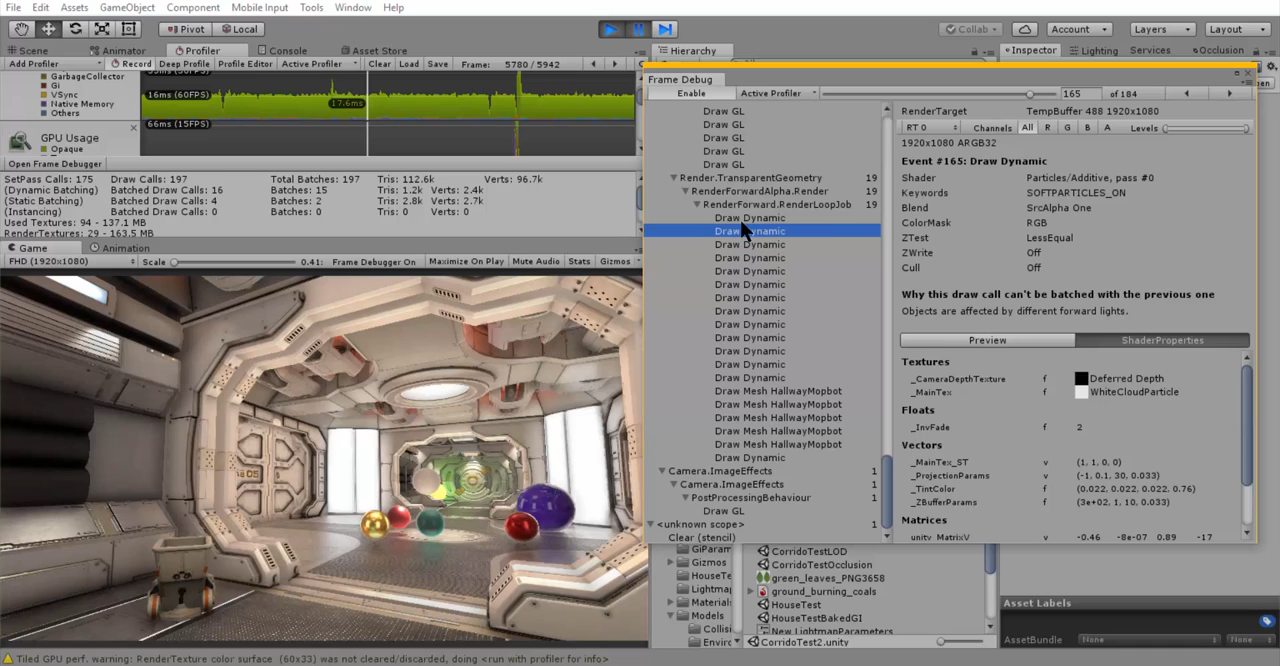 File Edit Assets GameObject Component Mobile Input Tools Window Help
Pivot Local Collab Account Layers Layout
Scene Animator Profiler Console Asset Store Hierarchy Inspector Lighting Services Occlusion
Add Profiler Record Deep Profile Profile Editor Active Profiler Clear Load Save Frame: 5780 / 5942
GarbageCollector
Gi
VSync
Native Memory
Others
16ms (60FPS)
17.6ms
66ms (15FPS)
GPU Usage
Opaque
Open Frame Debugger
SetPass Calls: 175 Draw Calls: 197 Total Batches: 197 Tris: 112.6k Verts: 96.7k
(Dynamic Batching) Batched Draw Calls: 16 Batches: 15 Tris: 1.2k Verts: 2.4k
(Static Batching) Batched Draw Calls: 4 Batches: 2 Tris: 2.8k Verts: 2.7k
(Instancing) Batched Draw Calls: 0 Batches: 0 Tris: 0 Verts: 0
Used Textures: 94 - 137.1 MB
RenderTextures: 29 - 163.5 MB
Game Animation
FHD (1920x1080) Scale 0.41: Frame Debugger On Maximize On Play Mute Audio Stats Gizmos
Frame Debug
Enable Active Profiler 165 of 184
Draw GL
Draw GL
Draw GL
Draw GL
Draw GL
Render.TransparentGeometry 19
RenderForwardAlpha.Render 19
RenderForward.RenderLoopJob 19
Draw Dynamic
Draw Dynamic
Draw Dynamic
Draw Dynamic
Draw Dynamic
Draw Dynamic
Draw Dynamic
Draw Dynamic
Draw Dynamic
Draw Dynamic
Draw Dynamic
Draw Dynamic
Draw Dynamic
Draw Mesh HallwayMopbot
Draw Mesh HallwayMopbot
Draw Mesh HallwayMopbot
Draw Mesh HallwayMopbot
Draw Mesh HallwayMopbot
Draw Dynamic
Camera.ImageEffects 1
Camera.ImageEffects 1
PostProcessingBehaviour 1
Draw GL
<unknown scope> 1
Clear (stencil)
RenderTarget TempBuffer 488 1920x1080
RT 0 Channels All R G B A Levels
1920x1080 ARGB32
Event #165: Draw Dynamic
Shader Particles/Additive, pass #0
Keywords SOFTPARTICLES_ON
Blend SrcAlpha One
ColorMask RGB
ZTest LessEqual
ZWrite Off
Cull Off
Why this draw call can't be batched with the previous one
Objects are affected by different forward lights.
Preview ShaderProperties
Textures
_CameraDepthTexture f Deferred Depth
_MainTex f WhiteCloudParticle
Floats
_InvFade f 2
Vectors
_MainTex_ST v (1, 1, 0, 0)
_ProjectionParams v (-1, 0.1, 30, 0.033)
_TintColor f (0.022, 0.022, 0.022, 0.76)
_ZBufferParams f (3e+02, 1, 10, 0.033)
Matrices
unity_MatrixV v -0.46 -8e-07 0.89 -17
GiParam
Gizmos
HouseTe
Lightmap
Materials
Models
Collisi
Enviro
CorridoTestLOD
CorridoTestOcclusion
green_leaves_PNG3658
ground_burning_coals
HouseTest
HouseTestBakedGI
New LightmapParameters
CorridoTest2.unity
Asset Labels
AssetBundle None None
Tiled GPU perf. warning: RenderTexture color surface (60x33) was not cleared/discarded, doing <run with profiler for info>